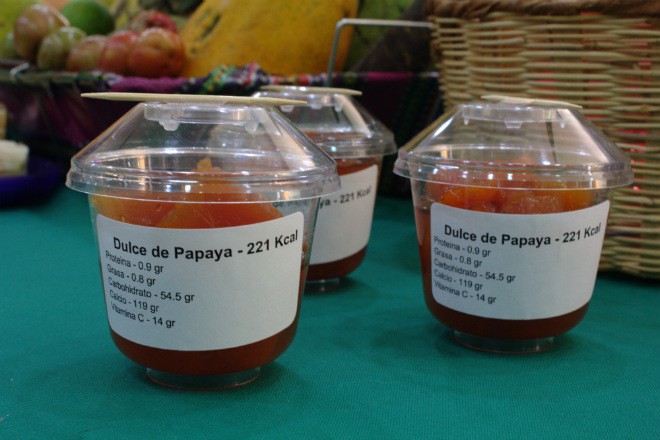 Dulce de Papaya - 221 Kcal
Proteina - 0.9 gr
Grasa - 0.8 gr
Carbohidrato - 54.5 gr
Calcio - 119 gr
Vitamina C - 14 gr
221 Kcal
Dulce de Papaya - 221 Kcal
Proteina - 0.9 gr
Grasa - 0.8 gr
Carbohidrato - 54.5 gr
Calcio - 119 gr
Vitamina C - 14 gr